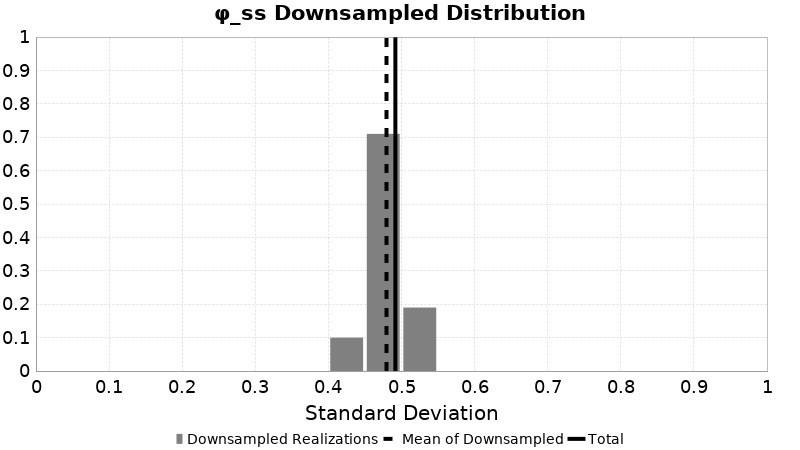 φ_ss Downsampled Distribution
1
0.9
0.8
0.7
0.6
0.5
0.4
0.3
0.2
0.1
0
0 0.1 0.2 0.3 0.4 0.5 0.6 0.7 0.8 0.9 1
Standard Deviation
Downsampled Realizations Mean of Downsampled Total